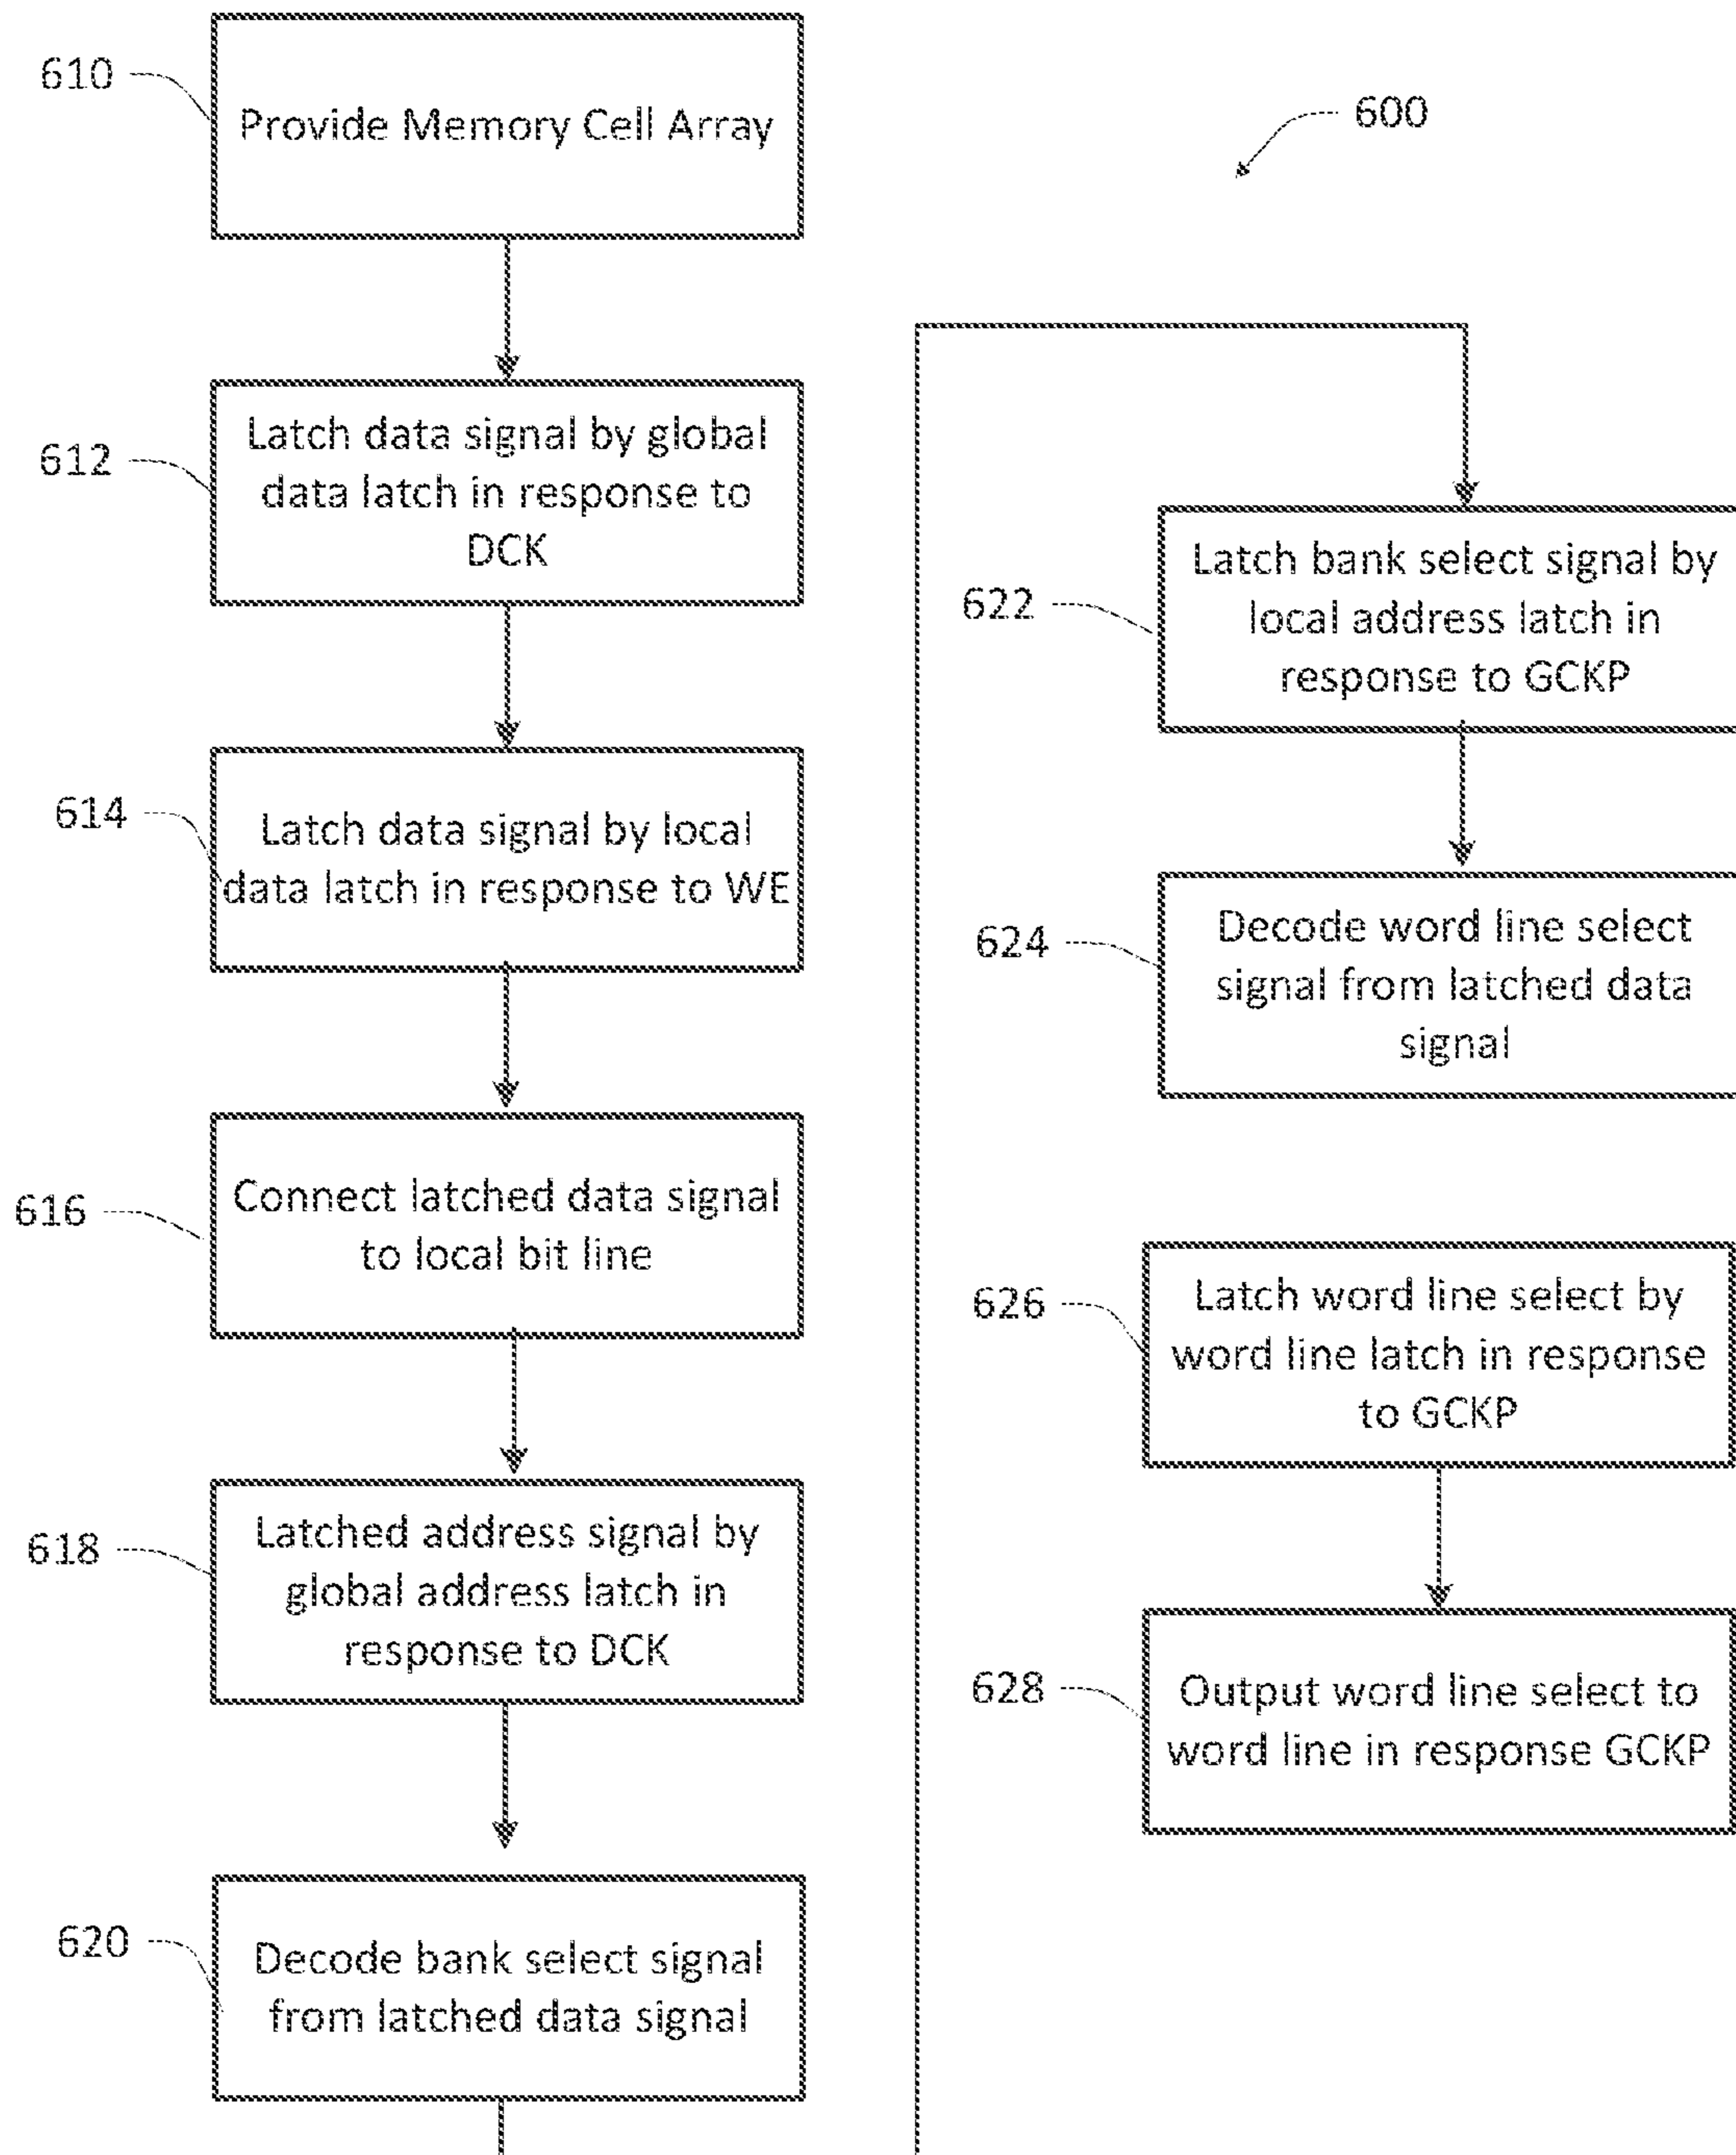 610
Provide Memory Cell Array
600
612
Latch data signal by global
data latch in response to
DCK
614
Latch data signal by local
data latch in response to WE
616
Connect latched data signal
to local bit line
618
Latched address signal by
global address latch in
response to DCK
620
Decode bank select signal
from latched data signal
622
Latch bank select signal by
local address latch in
response to GCKP
624
Decode word line select
signal from latched data
signal
626
Latch word line select by
word line latch in response
to GCKP
628
Output word line select to
word line in response GCKP